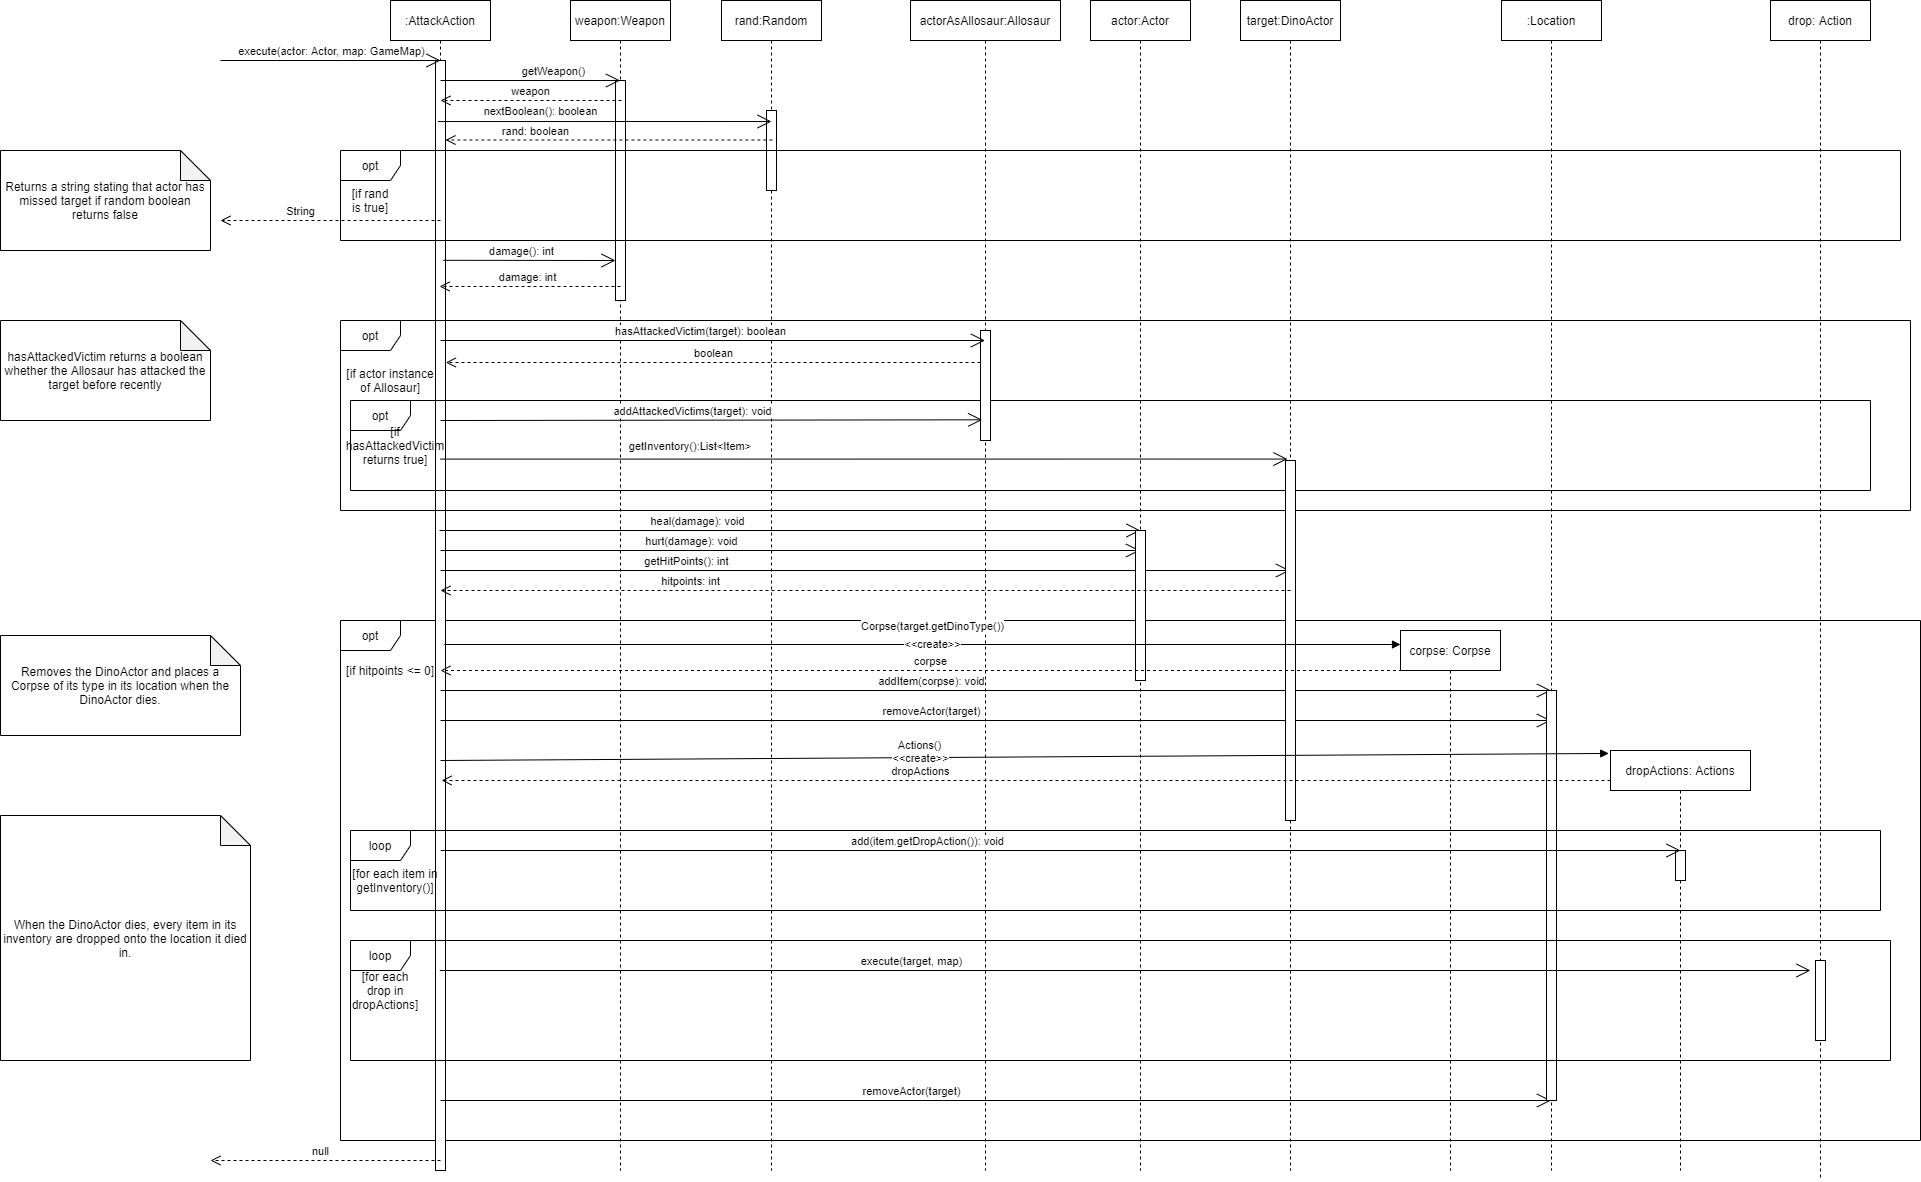 :AttackAction
weapon:Weapon
rand:Random
actorAsAllosaur:Allosaur
actor:Actor
target:DinoActor
:Location
drop: Action
execute(actor: Actor, map: GameMap)
getWeapon()
weapon
nextBoolean(): boolean
rand: boolean
Returns a string stating that actor has
missed target if random boolean
returns false
opt
[if rand
is true]
String
damage(): int
damage: int
hasAttackedVictim returns a boolean
whether the Allosaur has attacked the
target before recently
opt
[if actor instance
of Allosaur]
hasAttackedVictim(target): boolean
boolean
opt
[if
hasAttackedVictim
returns true]
addAttackedVictims(target): void
getInventory():List<Item>
heal(damage): void
hurt(damage): void
getHitPoints(): int
hitpoints: int
Removes the DinoActor and places a
Corpse of its type in its location when the
DinoActor dies.
opt
[if hitpoints <= 0]
Corpse(target.getDinoType())
<<create>>
corpse
corpse: Corpse
addItem(corpse): void
removeActor(target)
Actions()
<<create>>
dropActions
dropActions: Actions
When the DinoActor dies, every item in its
inventory are dropped onto the location it died
in.
loop
[for each item in
getInventory()]
add(item.getDropAction()): void
loop
[for each
drop in
dropActions]
execute(target, map)
removeActor(target)
null